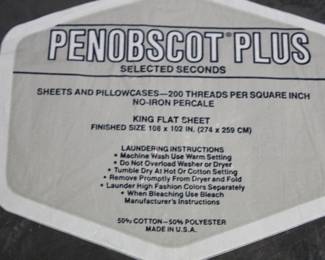 PENOBSCOT® PLUS
SELECTED SECONDS
SHEETS AND PILLOWCASES—200 THREADS PER SQUARE INCH
NO-IRON PERCALE
KING FLAT SHEET
FINISHED SIZE 108 x 102 IN. (274 x 259 CM)
LAUNDERING INSTRUCTIONS
• Machine Wash Use Warm Setting
• Do Not Overload Washer or Dryer
• Tumble Dry At Hot Or Cotton Setting
• Remove Promptly From Dryer and Fold
• Launder High Fashion Colors Separately
• When Bleaching Use Bleach
Manufacturer's Instructions
50% COTTON—50% POLYESTER
MADE IN U.S.A.